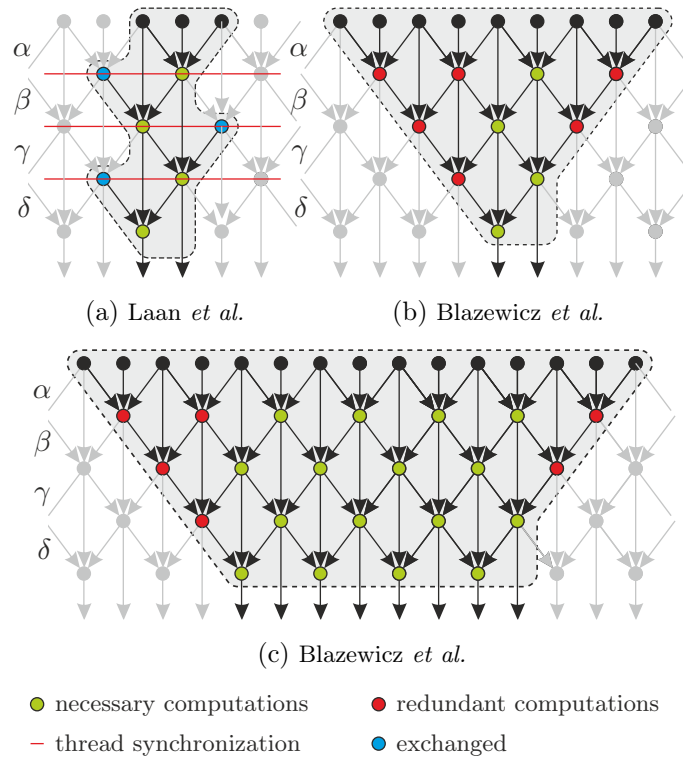 α
β
γ
δ
(a) Laan et al.
α
β
γ
δ
(b) Blazewicz et al.
α
β
γ
δ
(c) Blazewicz et al.
necessary computations
redundant computations
thread synchronization
exchanged